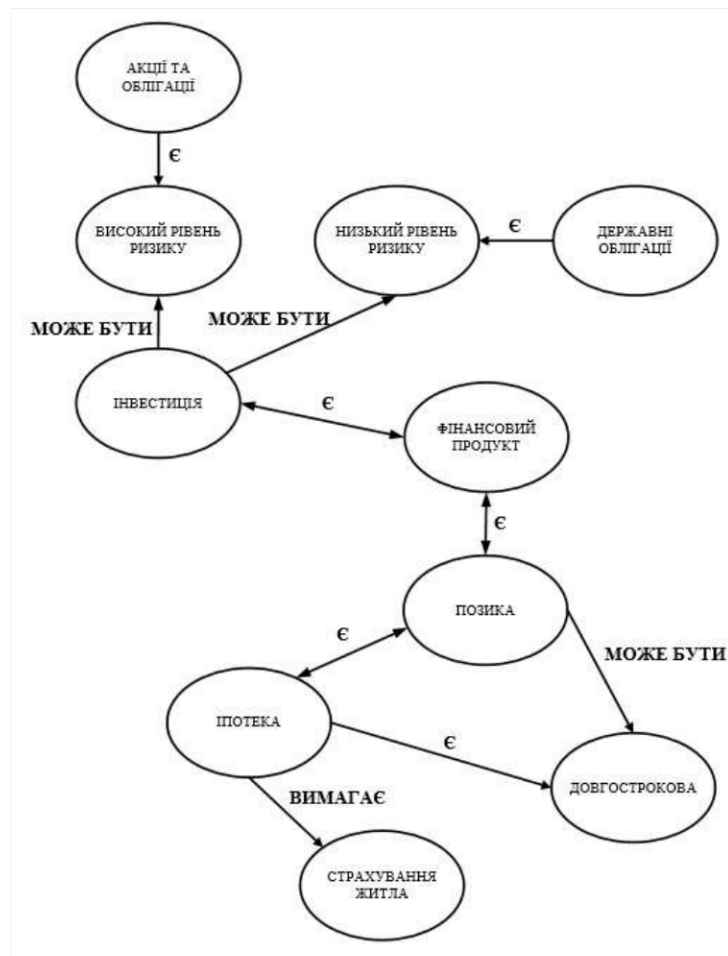 АКЦІЇ ТА
ОБЛІГАЦІЇ
Є
ВИСОКИЙ РІВЕНЬ
РИЗИКУ
НИЗЬКИЙ РІВЕНЬ
РИЗИКУ
Є
ДЕРЖАВНІ
ОБЛІГАЦІЇ
МОЖЕ БУТИ
МОЖЕ БУТИ
ІНВЕСТИЦІЯ
Є
ФІНАНСОВИЙ
ПРОДУКТ
Є
ПОЗИКА
Є
МОЖЕ БУТИ
ІПОТЕКА
Є
ДОВГОСТРОКОВА
ВИМАГАЄ
СТРАХУВАННЯ
ЖИТЛА